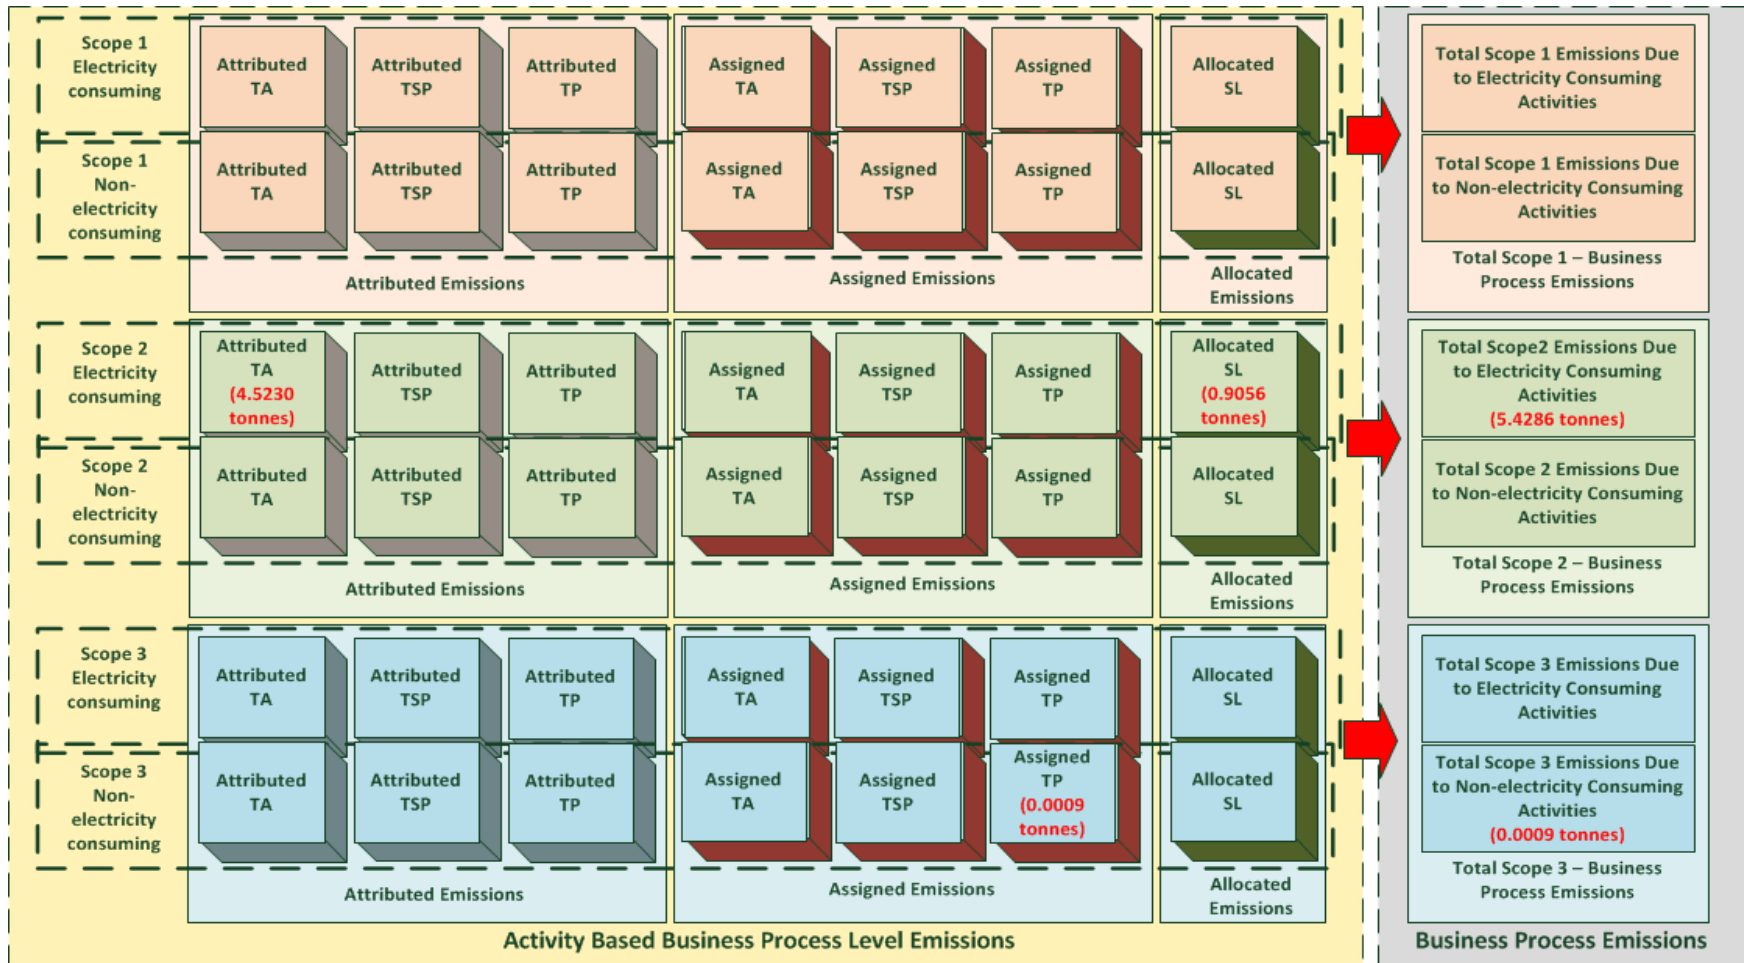 Scope 1
Electricity
consuming
Attributed
TA
Attributed
TSP
Attributed
TP
Assigned
TA
Assigned
TSP
Assigned
TP
Allocated
SL
Scope 1
Non-
electricity
consuming
Attributed
TA
Attributed
TSP
Attributed
TP
Assigned
TA
Assigned
TSP
Assigned
TP
Allocated
SL
Attributed Emissions
Assigned Emissions
Allocated
Emissions
Total Scope 1 Emissions Due
to Electricity Consuming
Activities
Total Scope 1 Emissions Due
to Non-electricity Consuming
Activities
Total Scope 1 – Business
Process Emissions
Scope 2
Electricity
consuming
Attributed
TA
(4.5230
tonnes)
Attributed
TSP
Attributed
TP
Assigned
TA
Assigned
TSP
Assigned
TP
Allocated
SL
(0.9056
tonnes)
Scope 2
Non-
electricity
consuming
Attributed
TA
Attributed
TSP
Attributed
TP
Assigned
TA
Assigned
TSP
Assigned
TP
Allocated
SL
Attributed Emissions
Assigned Emissions
Allocated
Emissions
Total Scope2 Emissions Due
to Electricity Consuming
Activities
(5.4286 tonnes)
Total Scope 2 Emissions Due
to Non-electricity Consuming
Activities
Total Scope 2 – Business
Process Emissions
Scope 3
Electricity
consuming
Attributed
TA
Attributed
TSP
Attributed
TP
Assigned
TA
Assigned
TSP
Assigned
TP
Allocated
SL
Scope 3
Non-
electricity
consuming
Attributed
TA
Attributed
TSP
Attributed
TP
Assigned
TA
Assigned
TSP
Assigned
TP
(0.0009
tonnes)
Allocated
SL
Attributed Emissions
Assigned Emissions
Allocated
Emissions
Total Scope 3 Emissions Due
to Electricity Consuming
Activities
Total Scope 3 Emissions Due
to Non-electricity Consuming
Activities
(0.0009 tonnes)
Total Scope 3 – Business
Process Emissions
Activity Based Business Process Level Emissions
Business Process Emissions